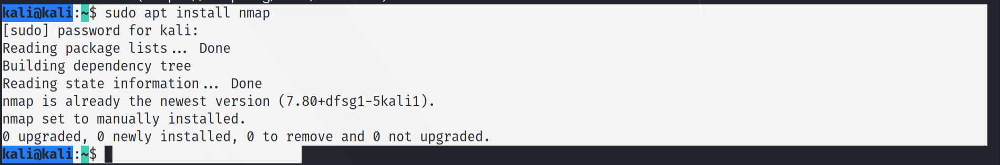 kali@kali:~$ sudo apt install nmap
[sudo] password for kali:
Reading package lists... Done
Building dependency tree
Reading state information... Done
nmap is already the newest version (7.80+dfsg1-5kali1).
nmap set to manually installed.
0 upgraded, 0 newly installed, 0 to remove and 0 not upgraded.
kali@kali:~$